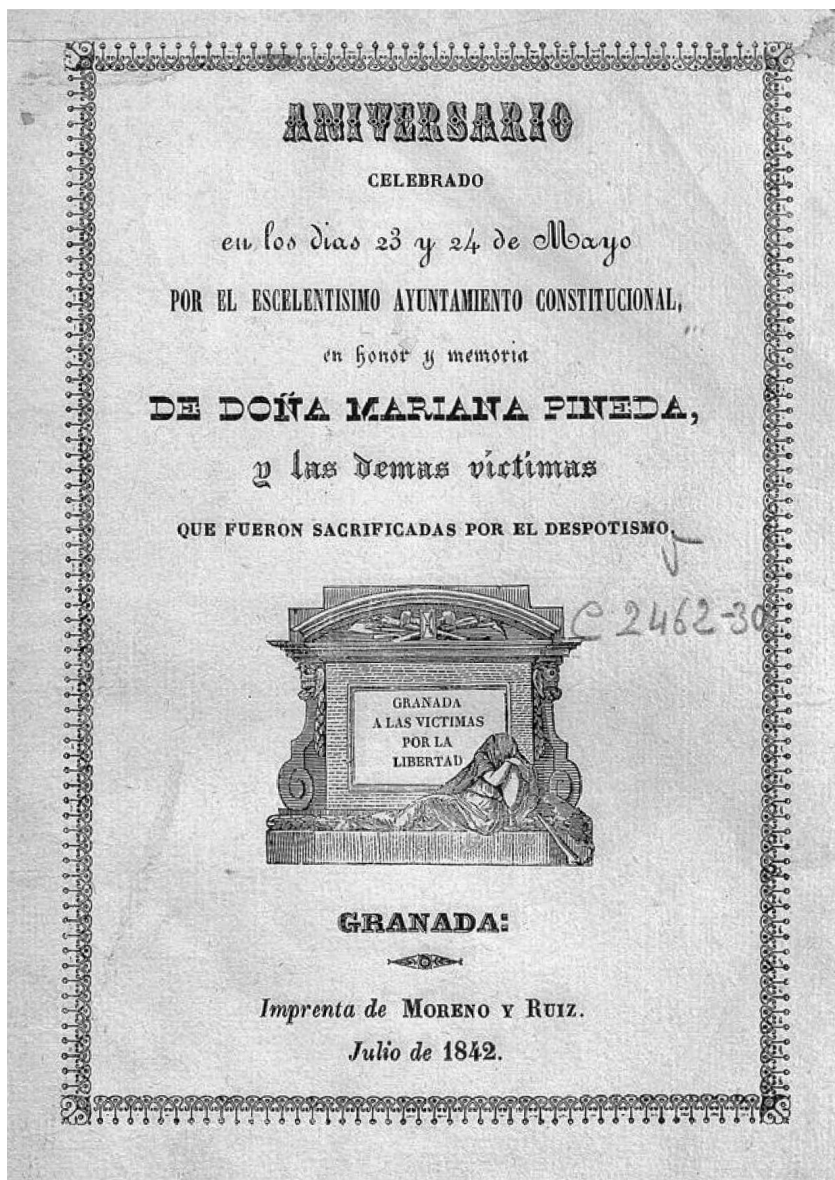 ANIVERSARIO
CELEBRADO
en los dias 23 y 24 de Mayo
POR EL ESCELENTISIMO AYUNTAMIENTO CONSTITUCIONAL,
en honor y memoria
DE DOÑA MARIANA PINEDA,
y las demas víctimas
QUE FUERON SACRIFICADAS POR EL DESPOTISMO.
C 2462-30
GRANADA
A LAS VICTIMAS
POR LA
LIBERTAD
GRANADA:
Imprenta de MORENO Y RUIZ.
Julio de 1842.